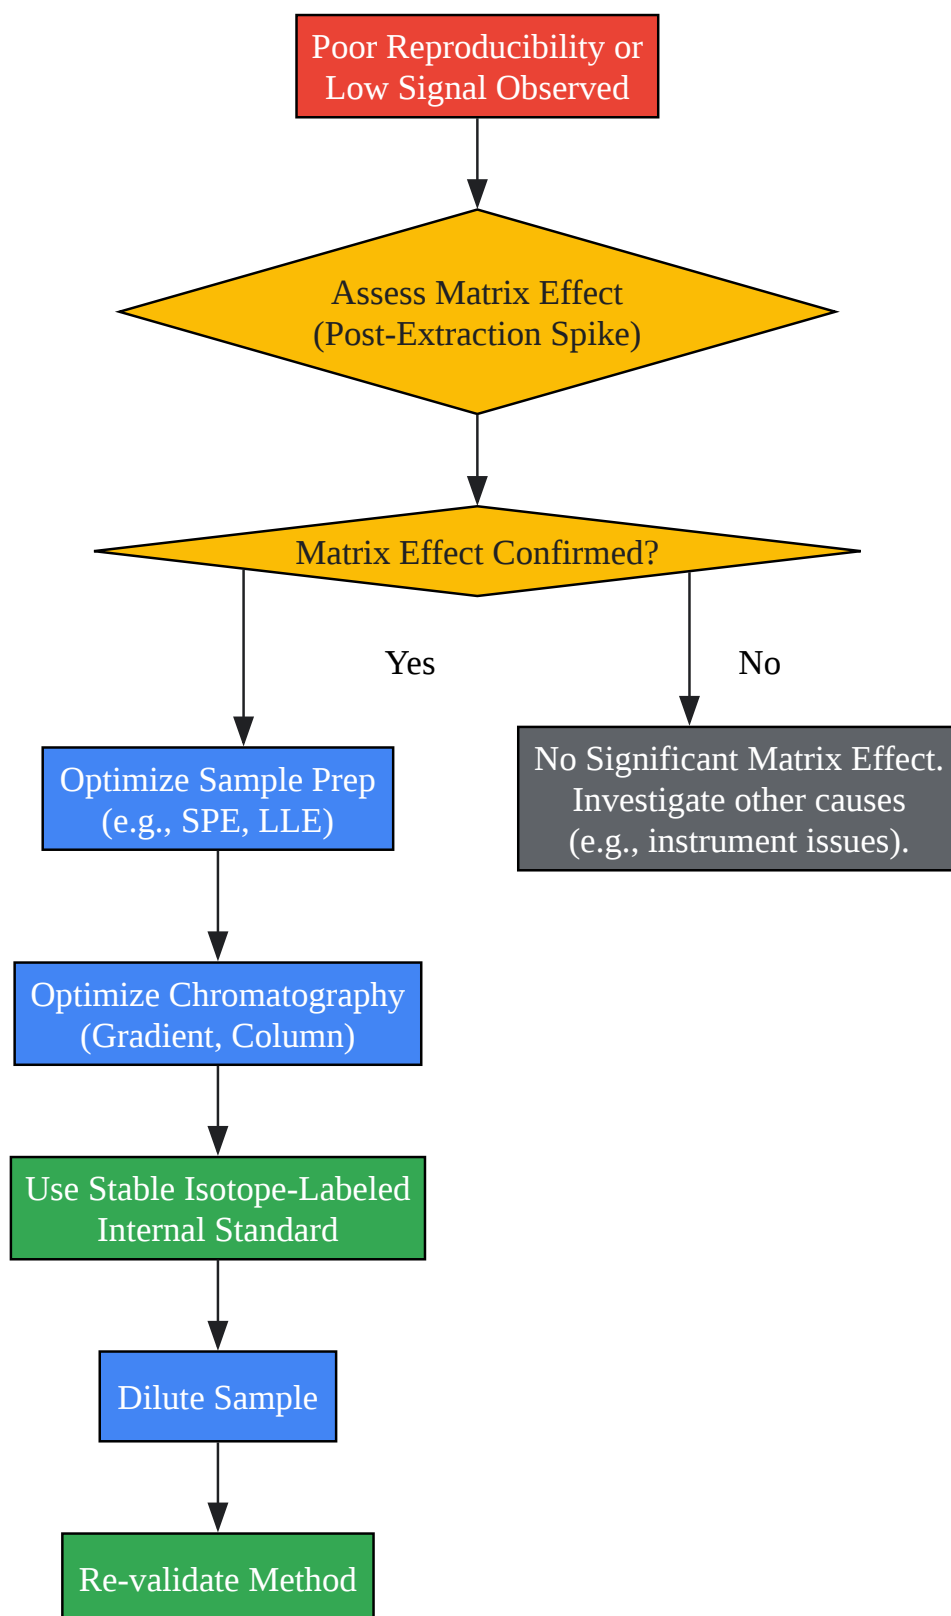 Poor Reproducibility or
Low Signal Observed
Assess Matrix Effect
(Post-Extraction Spike)
Matrix Effect Confirmed?
Yes
No
Optimize Sample Prep
(e.g., SPE, LLE)
No Significant Matrix Effect.
Investigate other causes
(e.g., instrument issues).
Optimize Chromatography
(Gradient, Column)
Use Stable Isotope-Labeled
Internal Standard
Dilute Sample
Re-validate Method